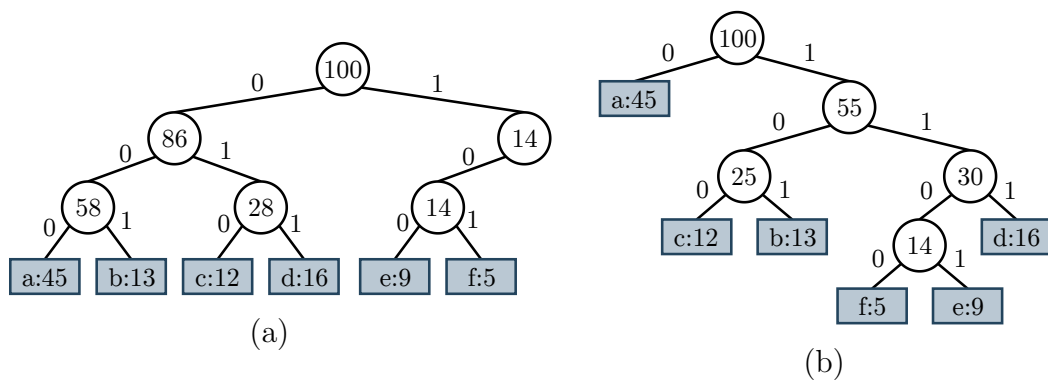 100
0 1
86 14
0 1 0
58 28 14
0 1 0 1 0 1
a:45 b:13 c:12 d:16 e:9 f:5
(a)
100
0 1
a:45 55
0 1
25 30
0 1 0 1
c:12 b:13 14 d:16
0 1
f:5 e:9
(b)